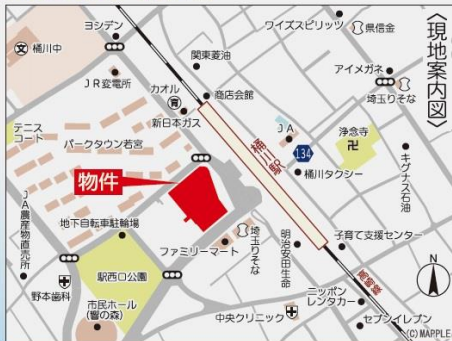 〈現地案内図〉
ヨシデン
ワイズスピリッツ
県信金
桶川中
文
関東菱油
アイメガネ
JR変電所
カオル
育
商店会館
埼玉りそな
新日本ガス
テニス
コート
パークタウン若宮
JA
浄念寺
134
桶川駅
桶川タクシー
キグナス石油
物件
JA農産物直売所
地下自転車駐輪場
ファミリーマート
埼玉りそな
明治安田生命
子育て支援センター
駅西口公園
高崎線
N
野本歯科
市民ホール
(響の森)
中央クリニック
ニッポン
レンタカー
セブンイレブン
(C)MAPPLE